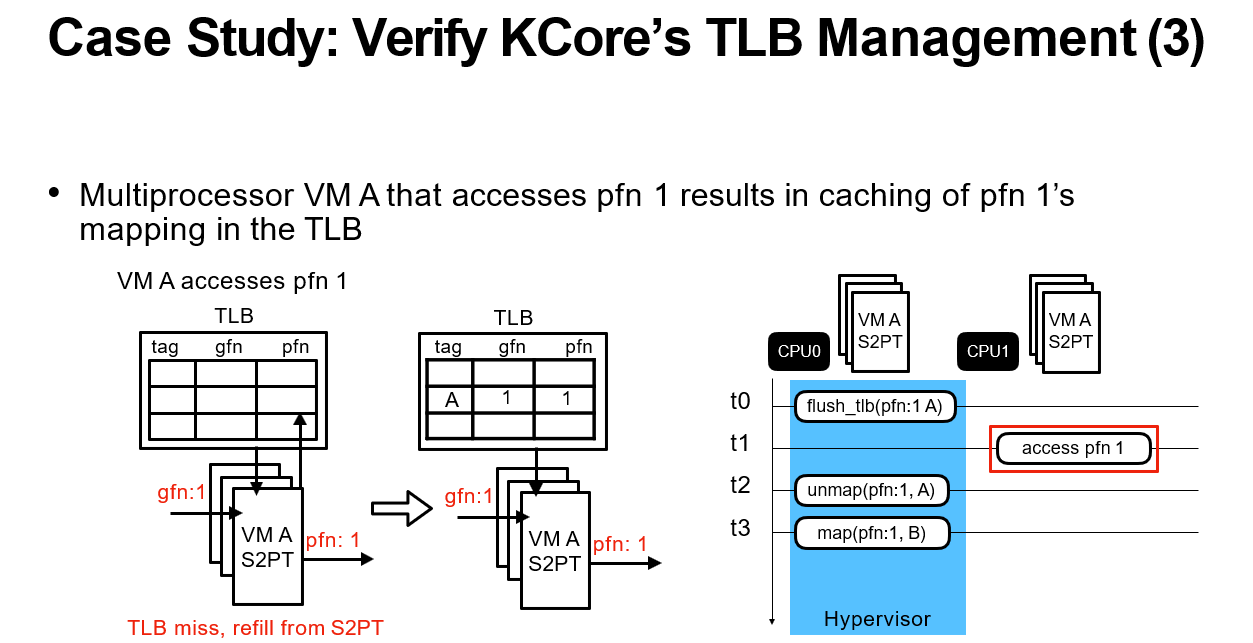 Case Study: Verify KCore's TLB Management (3)
• Multiprocessor VM A that accesses pfn 1 results in caching of pfn 1's
mapping in the TLB
VM A accesses pfn 1
TLB
tag gfn pfn
gfn:1
VM A
S2PT
pfn: 1
TLB miss, refill from S2PT
TLB
tag gfn pfn
A 1 1
gfn:1
VM A
S2PT
pfn: 1
CPU0
VM A
S2PT
CPU1
VM A
S2PT
t0 flush_tlb(pfn:1 A)
t1 access pfn 1
t2 unmap(pfn:1, A)
t3 map(pfn:1, B)
Hypervisor